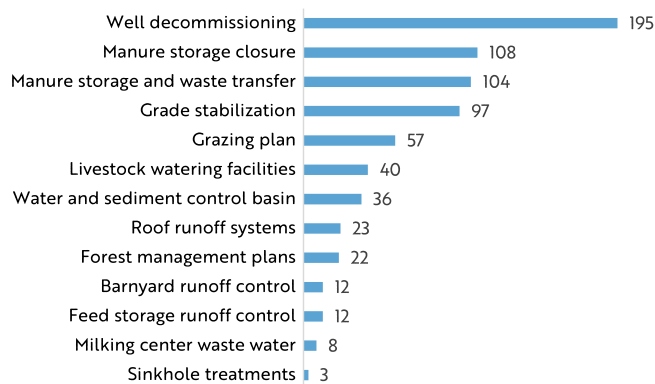 Well decommissioning 195
Manure storage closure 108
Manure storage and waste transfer 104
Grade stabilization 97
Grazing plan 57
Livestock watering facilities 40
Water and sediment control basin 36
Roof runoff systems 23
Forest management plans 22
Barnyard runoff control 12
Feed storage runoff control 12
Milking center waste water 8
Sinkhole treatments 3